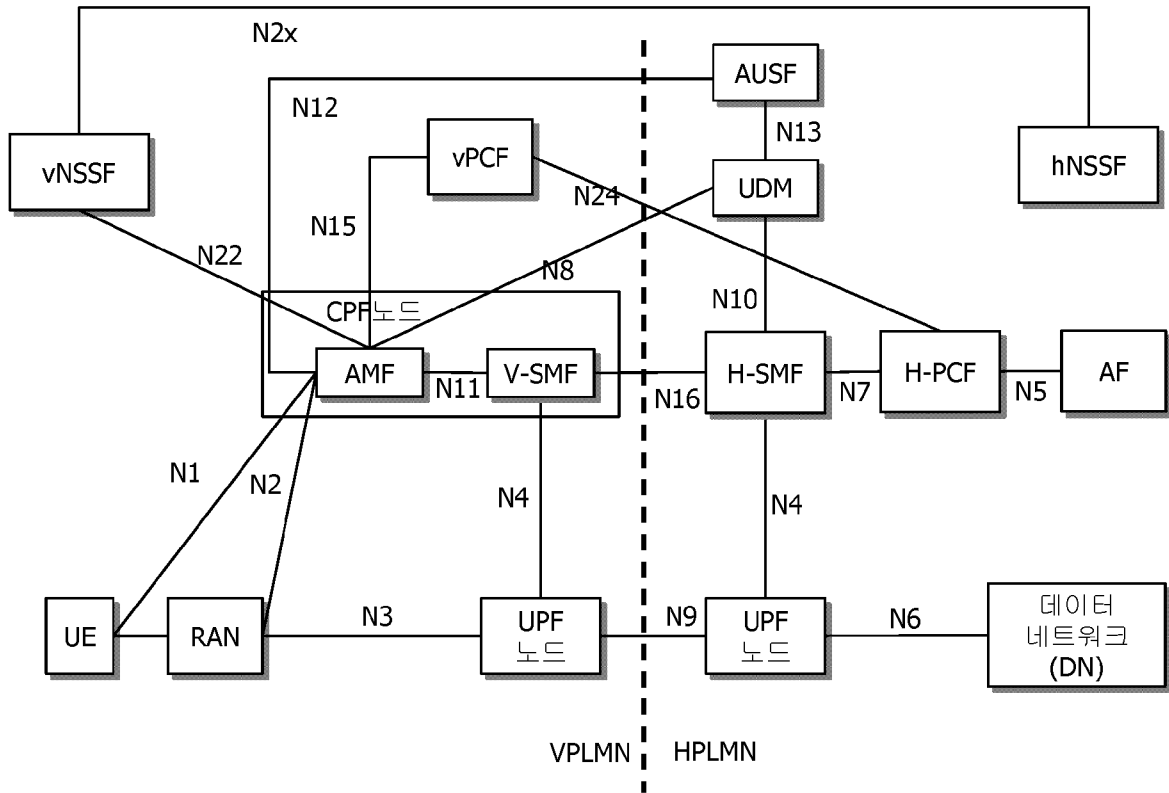 N2x
AUSF
N12
N13
vNSSF
vPCF
UDM
hNSSF
N24
N15
N22
N8
N10
CPF노드
AMF
N11
V-SMF
N16
H-SMF
N7
H-PCF
N5
AF
N1
N2
N4
N4
UE
RAN
N3
UPF
노드
N9
UPF
노드
N6
데이터
네트워크
(DN)
VPLMN
HPLMN